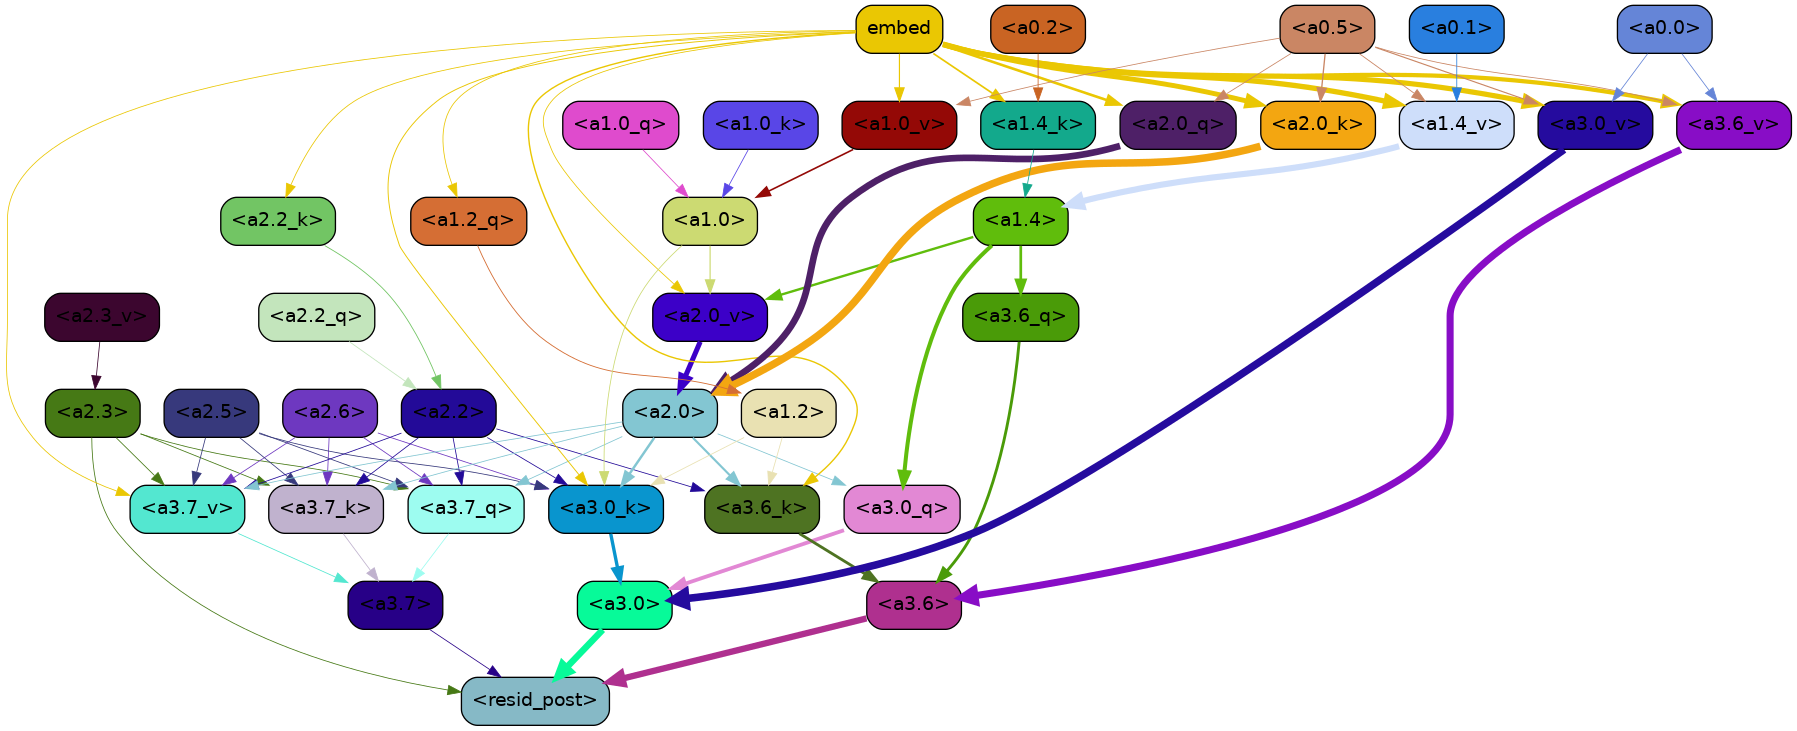 embed
<a0.2>
<a0.5>
<a0.1>
<a0.0>
<a1.0_q>
<a1.0_k>
<a1.0_v>
<a1.4_k>
<a2.0_q>
<a2.0_k>
<a1.4_v>
<a3.0_v>
<a3.6_v>
<a2.2_k>
<a1.2_q>
<a1.0>
<a1.4>
<a2.3_v>
<a2.2_q>
<a2.0_v>
<a3.6_q>
<a2.3>
<a2.5>
<a2.6>
<a2.2>
<a2.0>
<a1.2>
<a3.7_v>
<a3.7_k>
<a3.7_q>
<a3.0_k>
<a3.6_k>
<a3.0_q>
<a3.7>
<a3.0>
<a3.6>
<resid_post>